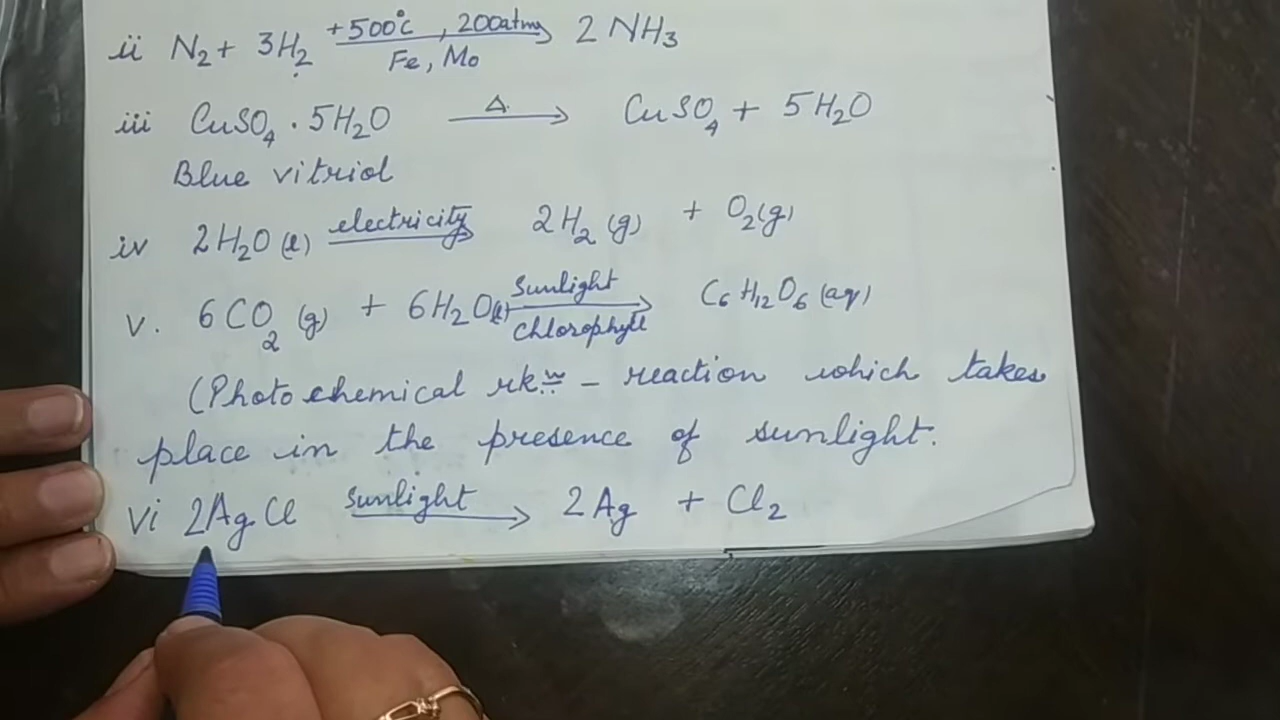 ii N₂ + 3H₂ +500°C, 200atms → Fe, Mo 2NH₃
iii CuSO₄ · 5H₂O Δ → CuSO₄ + 5H₂O
Blue vitriol
iv 2H₂O (l) electricity → 2H₂ (g) + O₂(g)
v. 6CO₂ (g) + 6H₂O(l) Sunlight → Chlorophyll C₆H₁₂O₆ (aq)
(Photochemical rxn – reaction which takes
place in the presence of sunlight.
vi 2AgCl Sunlight → 2Ag + Cl₂